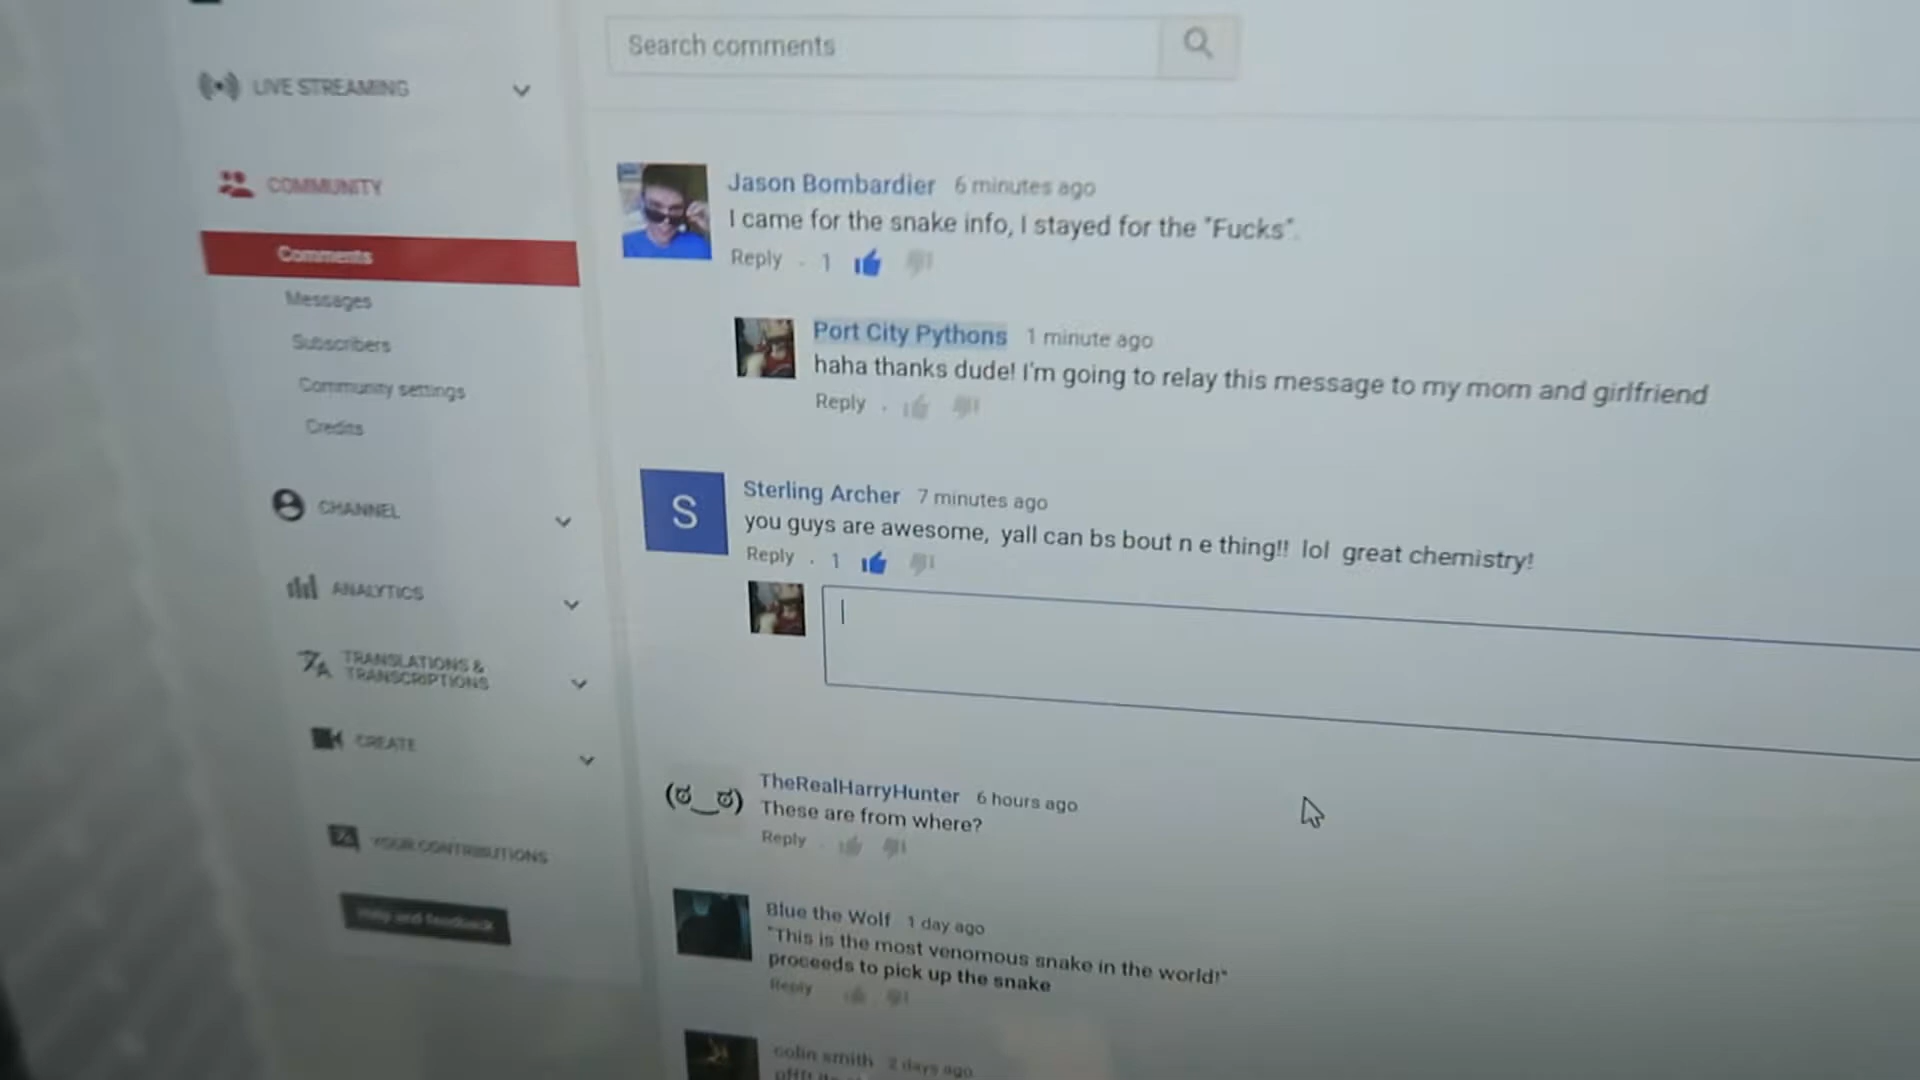 Search comments
LIVE STREAMING
COMMUNITY
Comments
Messages
Subscribers
Community settings
Credits
CHANNEL
ANALYTICS
TRANSLATIONS &
TRANSCRIPTIONS
CREATE
YOUR CONTRIBUTIONS
Help and feedback
Jason Bombardier 6 minutes ago
I came for the snake info, I stayed for the "Fucks".
Reply . 1
Port City Pythons 1 minute ago
haha thanks dude! I'm going to relay this message to my mom and girlfriend
Reply .
S
Sterling Archer 7 minutes ago
you guys are awesome, yall can bs bout n e thing!! lol great chemistry!
Reply . 1
(ಠ‿ಠ)
TheRealHarryHunter 6 hours ago
These are from where?
Reply .
Blue the Wolf 1 day ago
"This is the most venomous snake in the world!"
proceeds to pick up the snake
Reply
colin smith 2 days ago